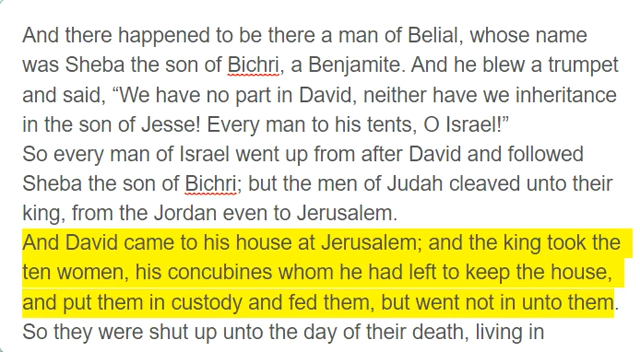 And there happened to be there a man of Belial, whose name
was Sheba the son of Bichri, a Benjamite. And he blew a trumpet
and said, “We have no part in David, neither have we inheritance
in the son of Jesse! Every man to his tents, O Israel!”
So every man of Israel went up from after David and followed
Sheba the son of Bichri; but the men of Judah cleaved unto their
king, from the Jordan even to Jerusalem.
And David came to his house at Jerusalem; and the king took the
ten women, his concubines whom he had left to keep the house,
and put them in custody and fed them, but went not in unto them.
So they were shut up unto the day of their death, living in